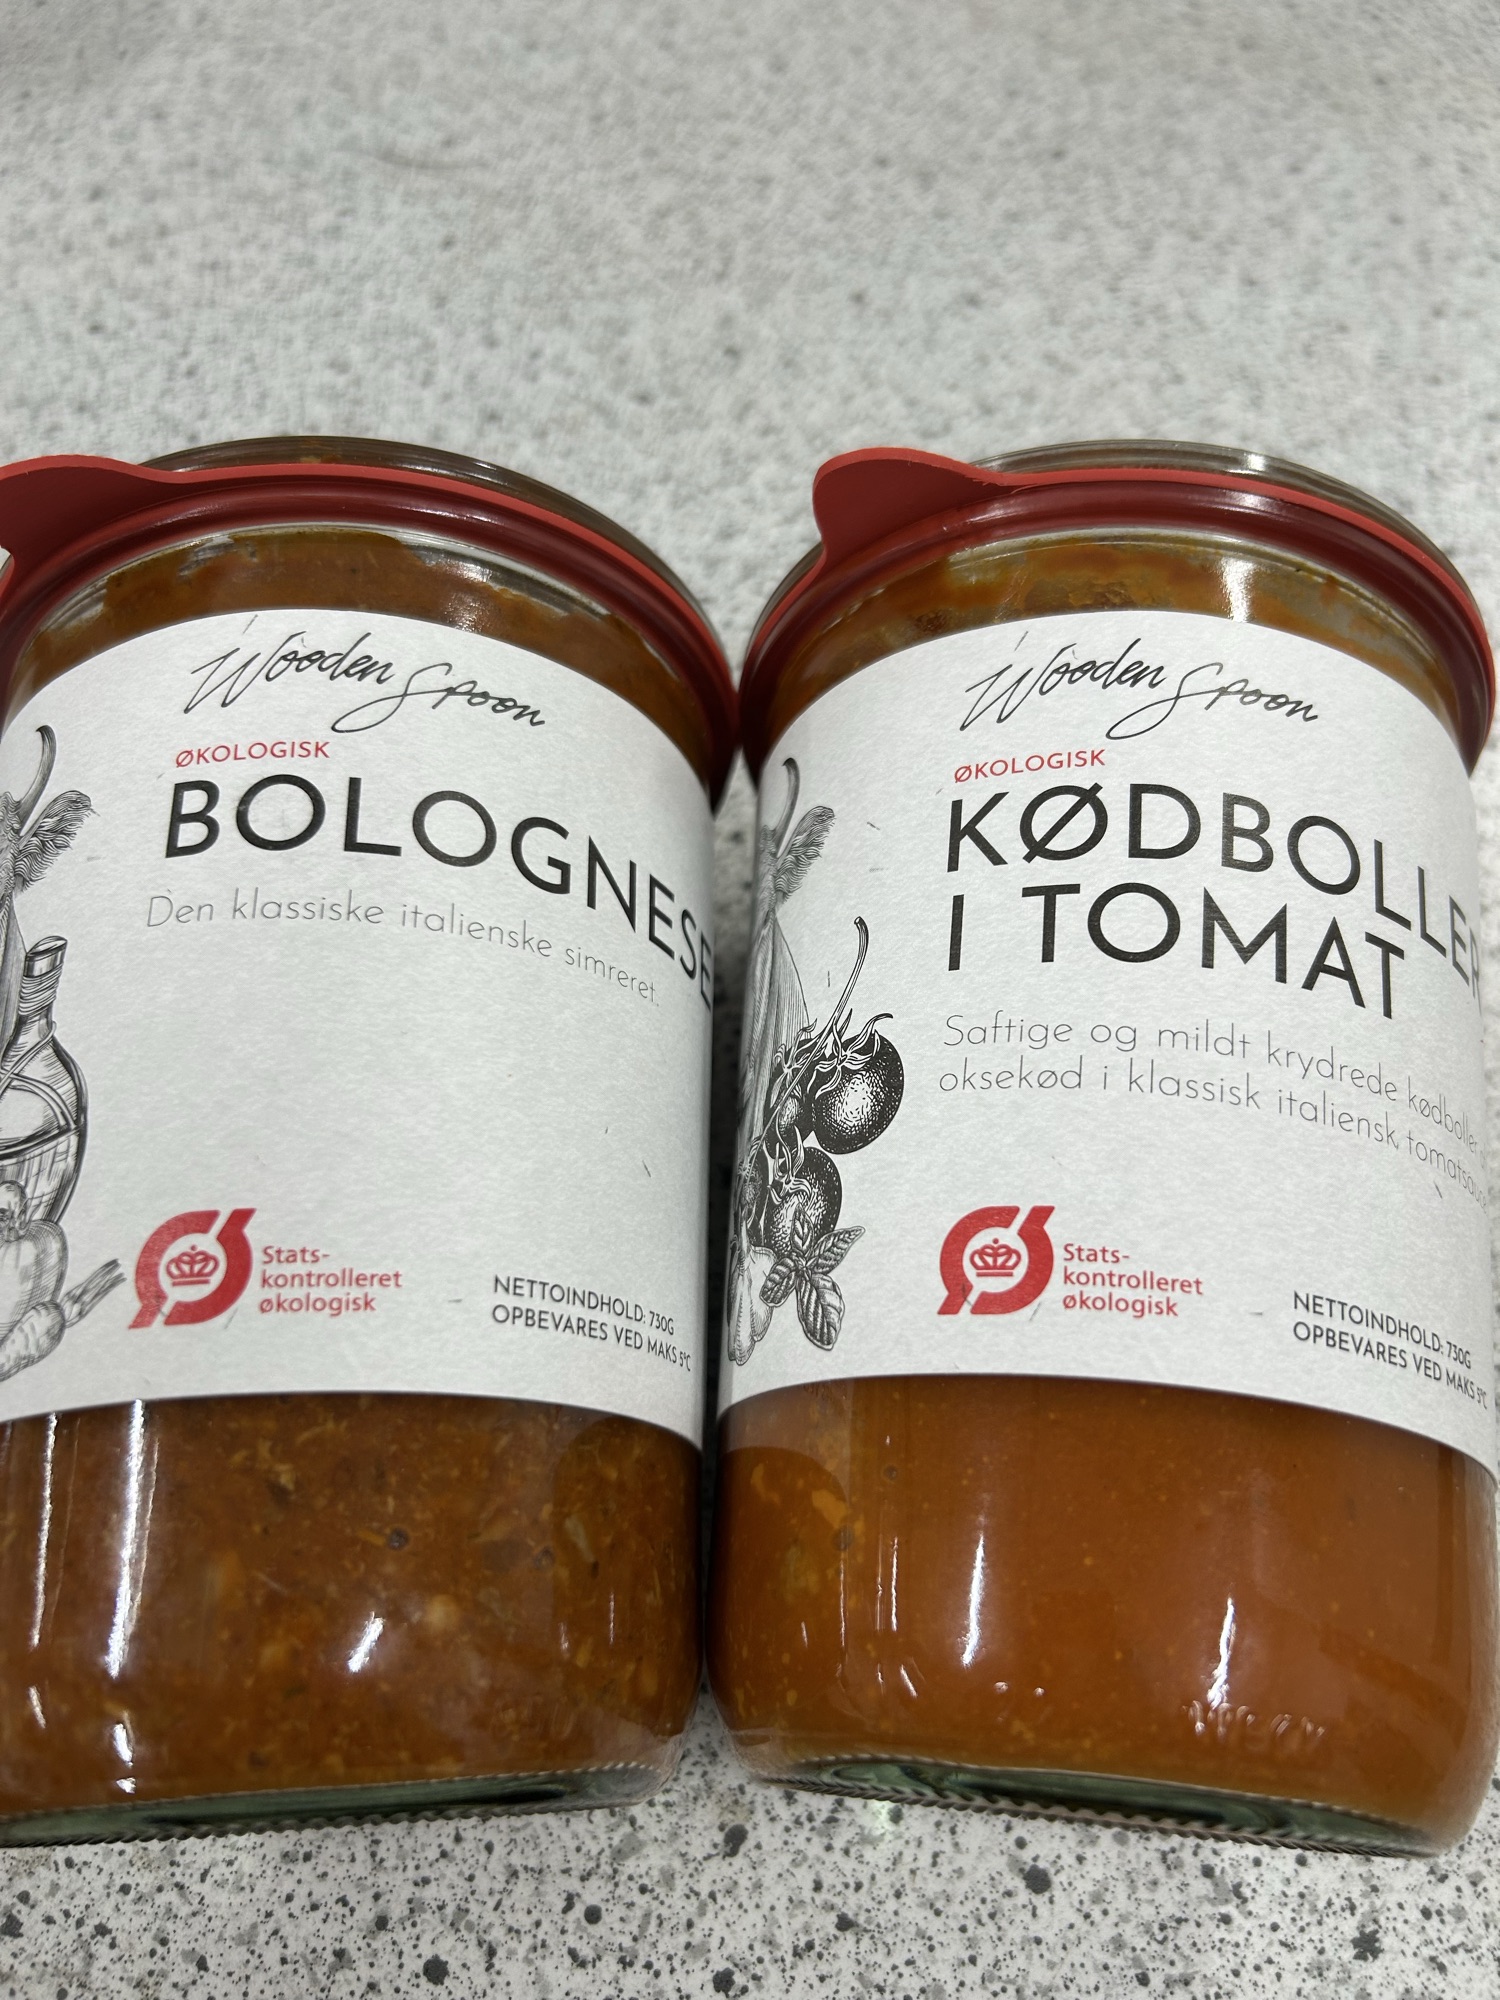 Wooden Spoon
ØKOLOGISK
BOLOGNESE
Den klassiske italienske simreret.
Stats-
kontrolleret
økologisk
NETTOINDHOLD: 730G
OPBEVARES VED MAKS 5°C
Wooden Spoon
ØKOLOGISK
KØDBOLLER
I TOMAT
Saftige og mildt krydrede kødboller
oksekød i klassisk italiensk tomatsauce
Stats-
kontrolleret
økologisk
NETTOINDHOLD: 730G
OPBEVARES VED MAKS 5°C